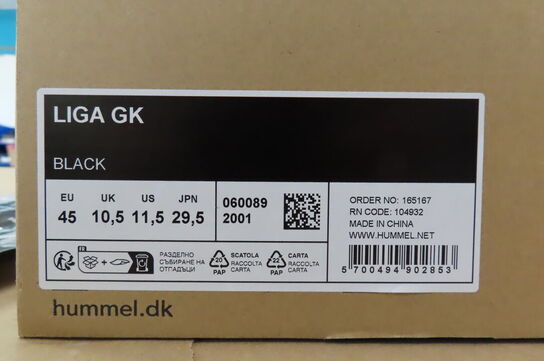 LIGA GK
BLACK
EU UK US JPN
45 10,5 11,5 29,5
060089
2001
ORDER NO: 165167
RN CODE: 104932
MADE IN CHINA
WWW.HUMMEL.NET
5 700494 902853
FR
РАЗДЕЛНО
СЪБИРАНЕ НА
ОТПАДЪЦИ
20
PAP
SCATOLA
RACCOLTA
CARTA
22
PAP
CARTA
RACCOLTA
CARTA
hummel.dk